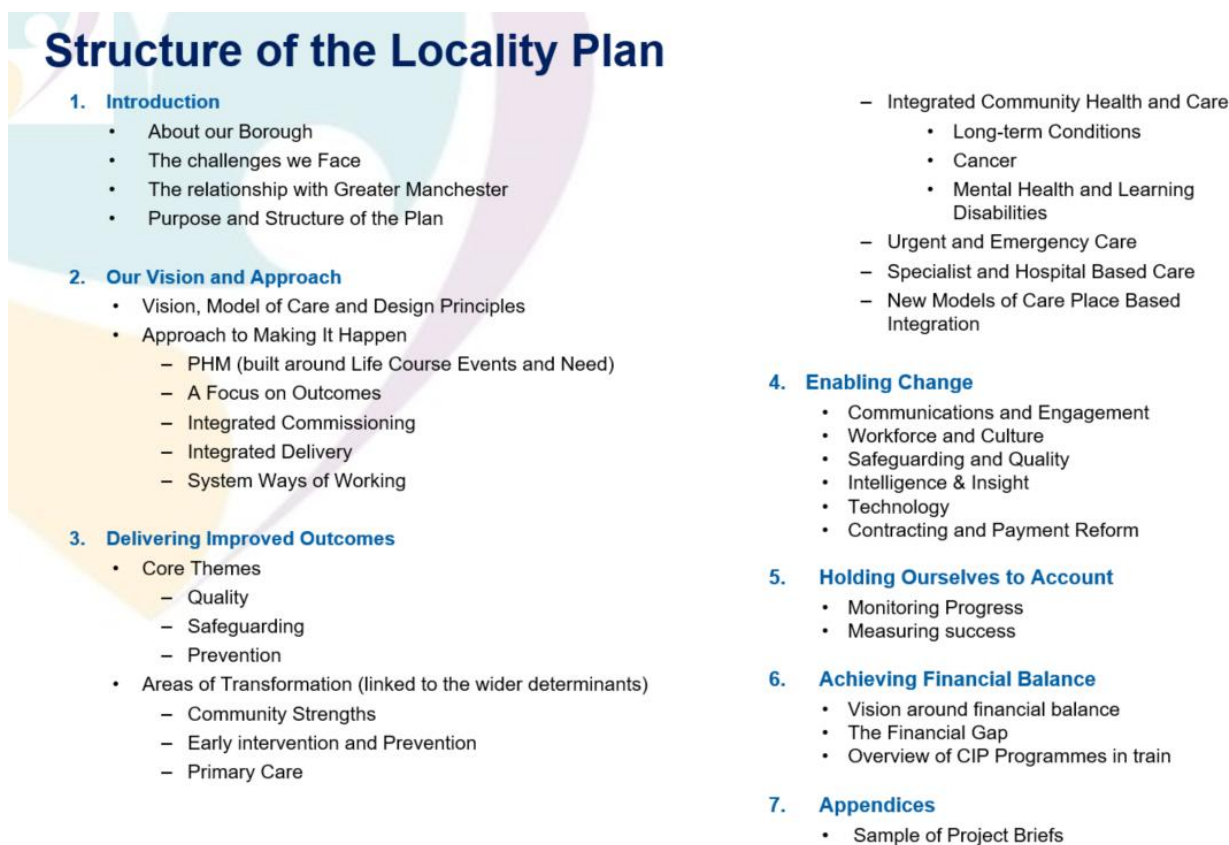 Structure of the Locality Plan
1. Introduction
• About our Borough
• The challenges we Face
• The relationship with Greater Manchester
• Purpose and Structure of the Plan
2. Our Vision and Approach
• Vision, Model of Care and Design Principles
• Approach to Making It Happen
– PHM (built around Life Course Events and Need)
– A Focus on Outcomes
– Integrated Commissioning
– Integrated Delivery
– System Ways of Working
3. Delivering Improved Outcomes
• Core Themes
– Quality
– Safeguarding
– Prevention
• Areas of Transformation (linked to the wider determinants)
– Community Strengths
– Early intervention and Prevention
– Primary Care
– Integrated Community Health and Care
• Long-term Conditions
• Cancer
• Mental Health and Learning
Disabilities
– Urgent and Emergency Care
– Specialist and Hospital Based Care
– New Models of Care Place Based
Integration
4. Enabling Change
• Communications and Engagement
• Workforce and Culture
• Safeguarding and Quality
• Intelligence & Insight
• Technology
• Contracting and Payment Reform
5. Holding Ourselves to Account
• Monitoring Progress
• Measuring success
6. Achieving Financial Balance
• Vision around financial balance
• The Financial Gap
• Overview of CIP Programmes in train
7. Appendices
• Sample of Project Briefs